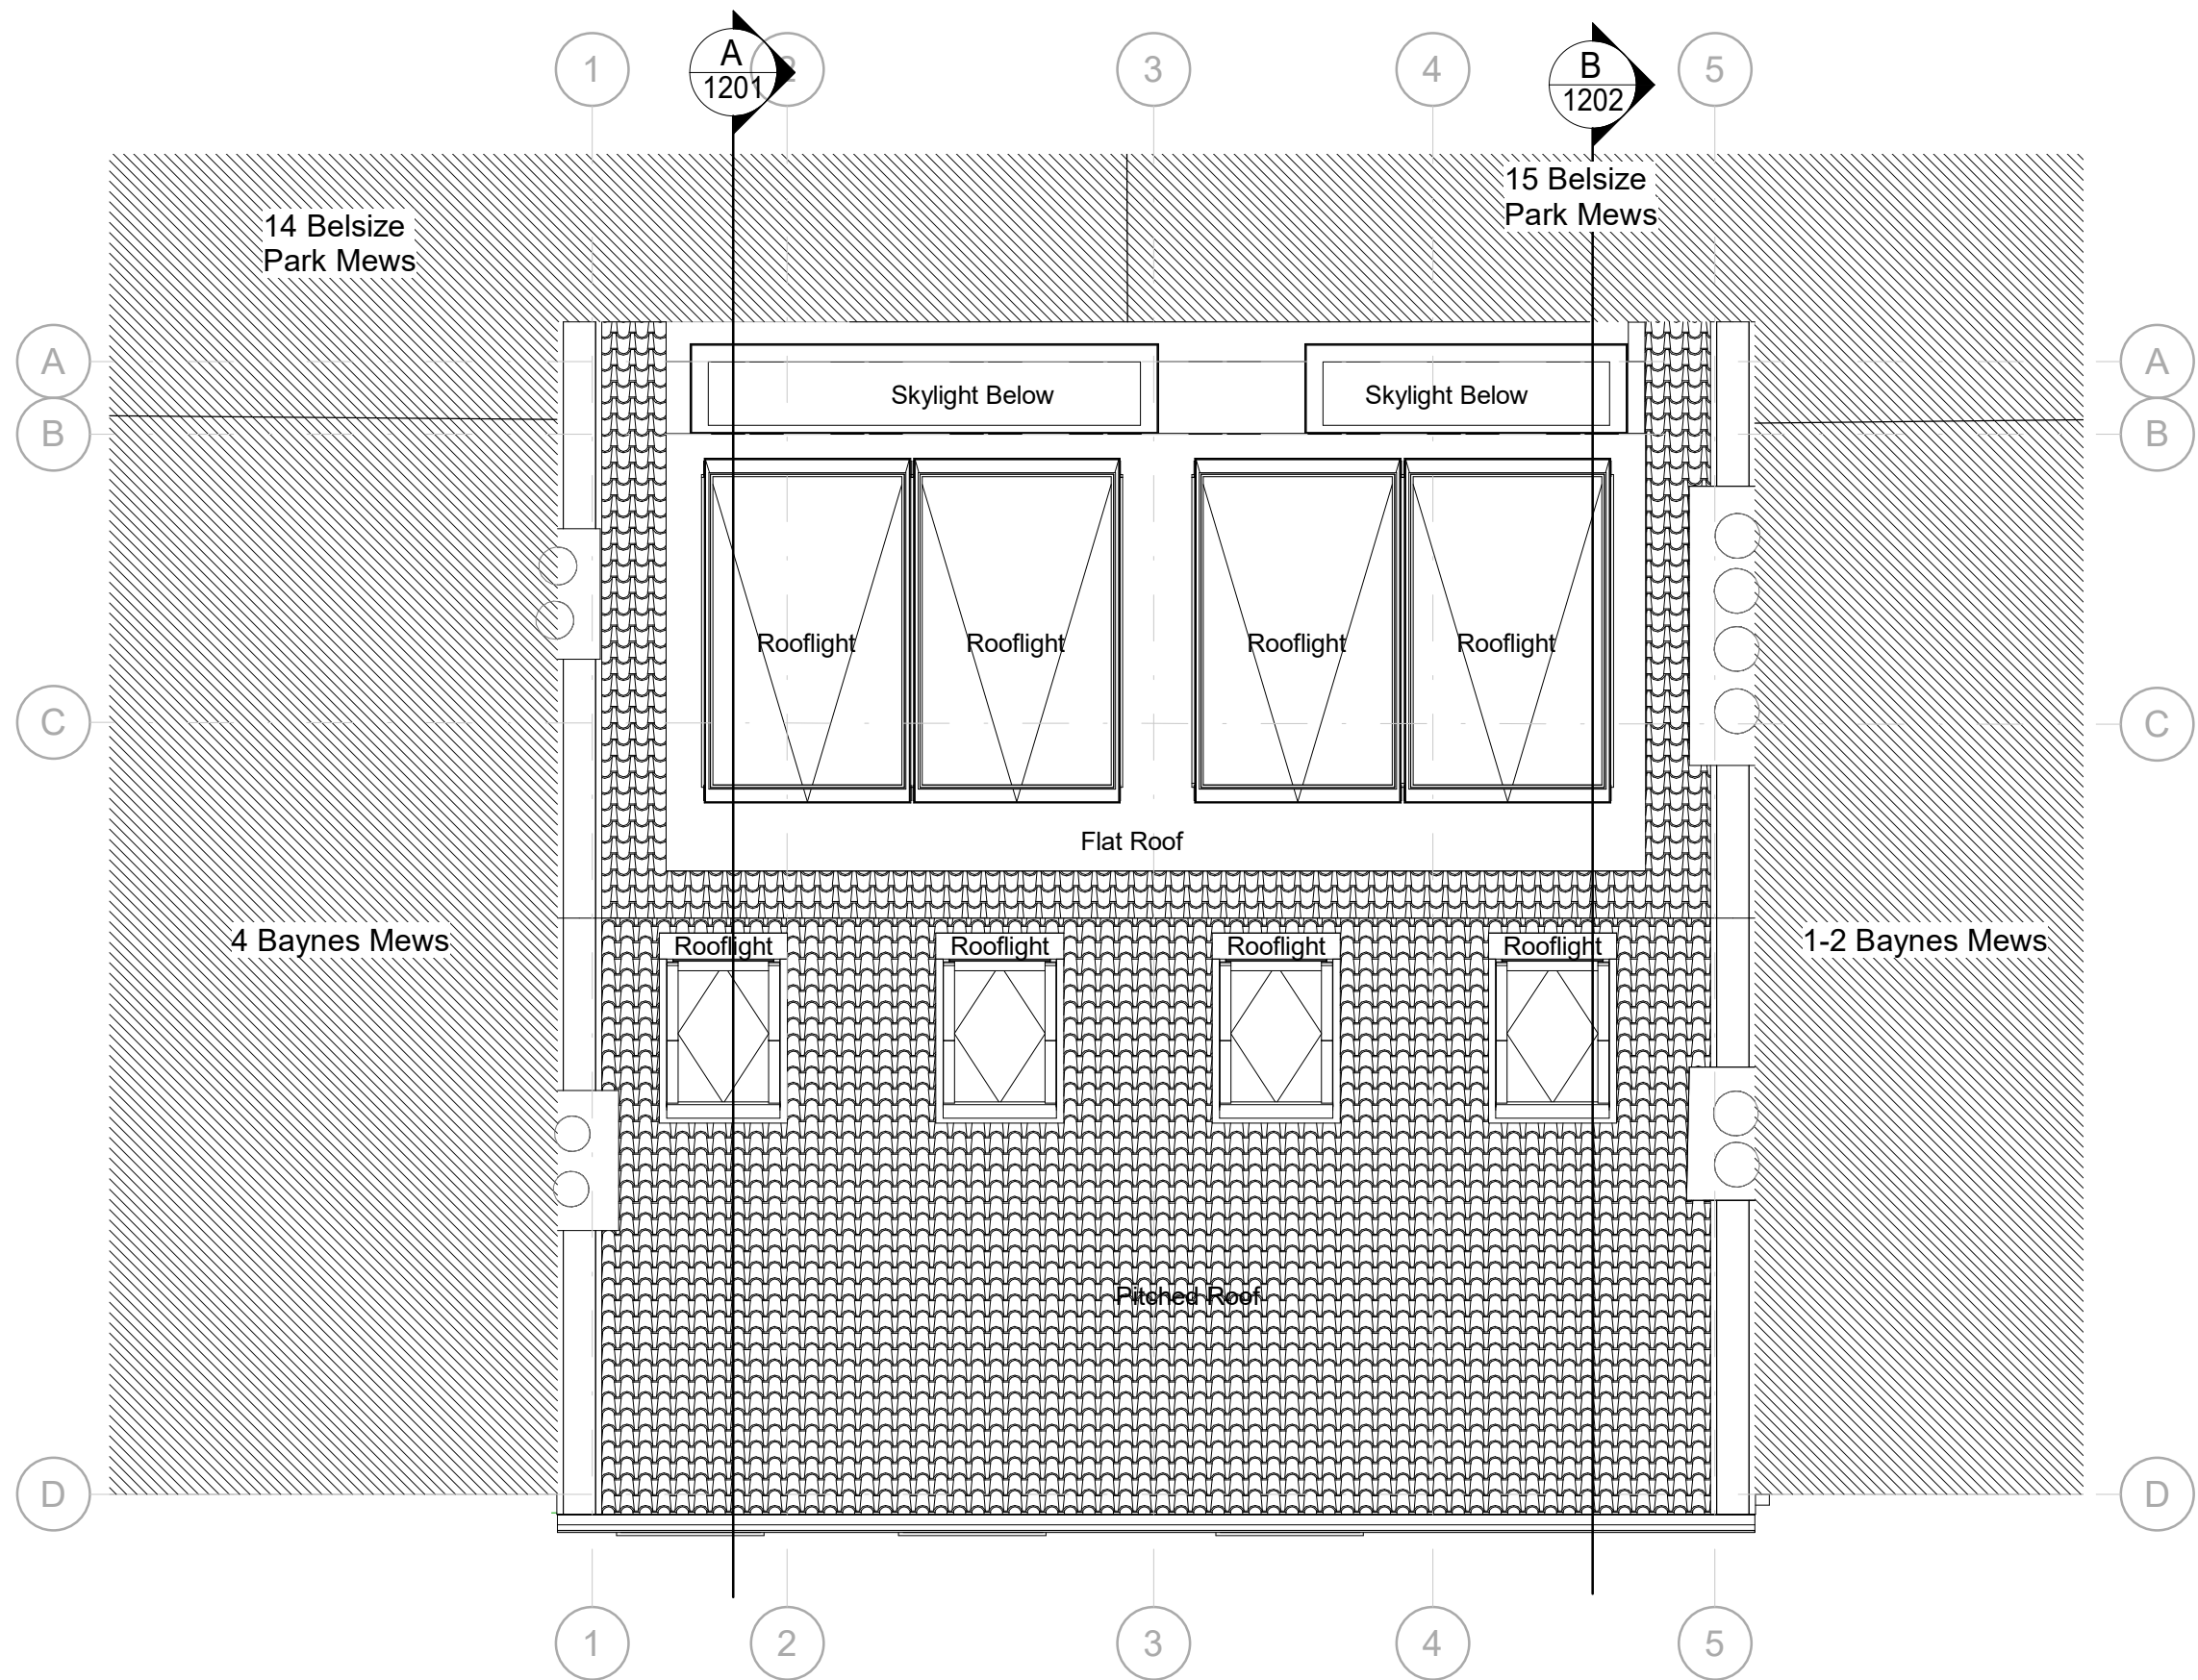 1
A
2
3
4
B
5
1201
1202
15 Belsize
Park Mews
14 Belsize
Park Mews
A
A
Skylight Below
Skylight Below
B
B
Rooflight
Rooflight
Rooflight
Rooflight
C
C
Flat Roof
4 Baynes Mews
1-2 Baynes Mews
Rooflight
Rooflight
Rooflight
Rooflight
Pitched Roof
D
D
1
2
3
4
5